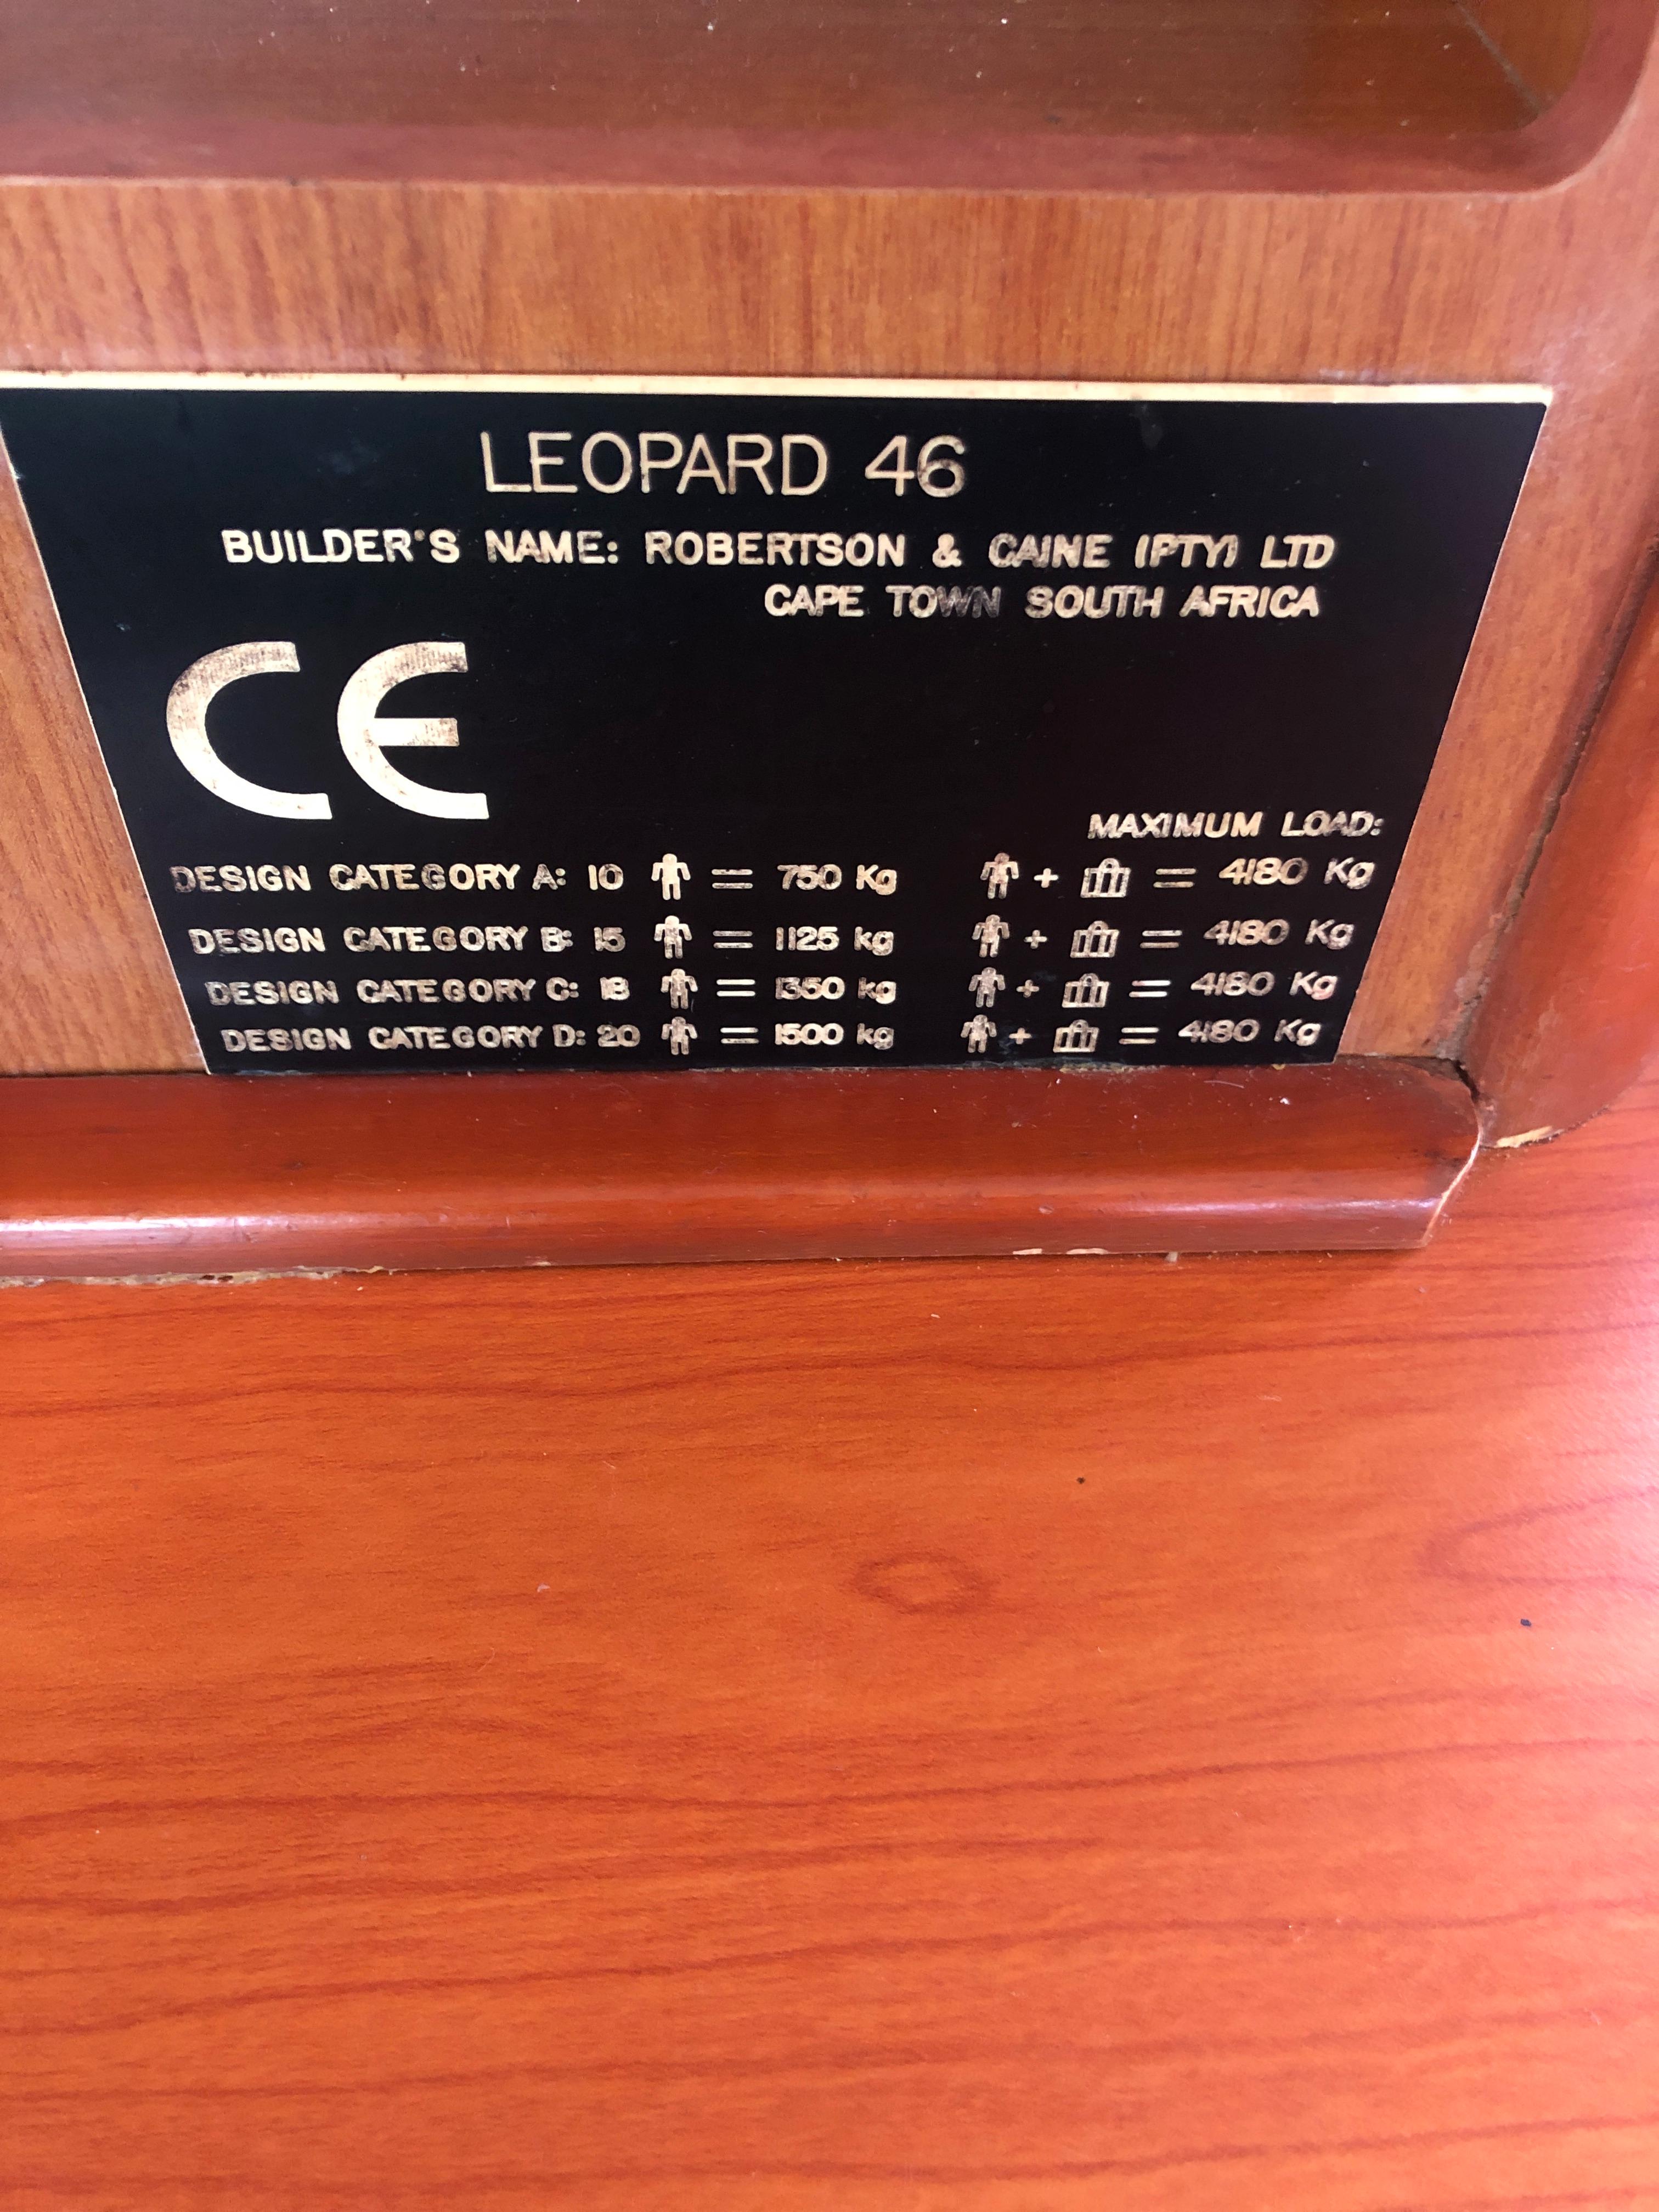 LEOPARD 46
BUILDER'S NAME: ROBERTSON & CAINE (PTY) LTD
CAPE TOWN SOUTH AFRICA
CE
MAXIMUM LOAD:
DESIGN CATEGORY A: 10 = 750 Kg + = 4180 Kg
DESIGN CATEGORY B: 15 = 1125 kg + = 4180 Kg
DESIGN CATEGORY C: 18 = 1350 kg + = 4180 Kg
DESIGN CATEGORY D: 20 = 1500 kg + = 4180 Kg